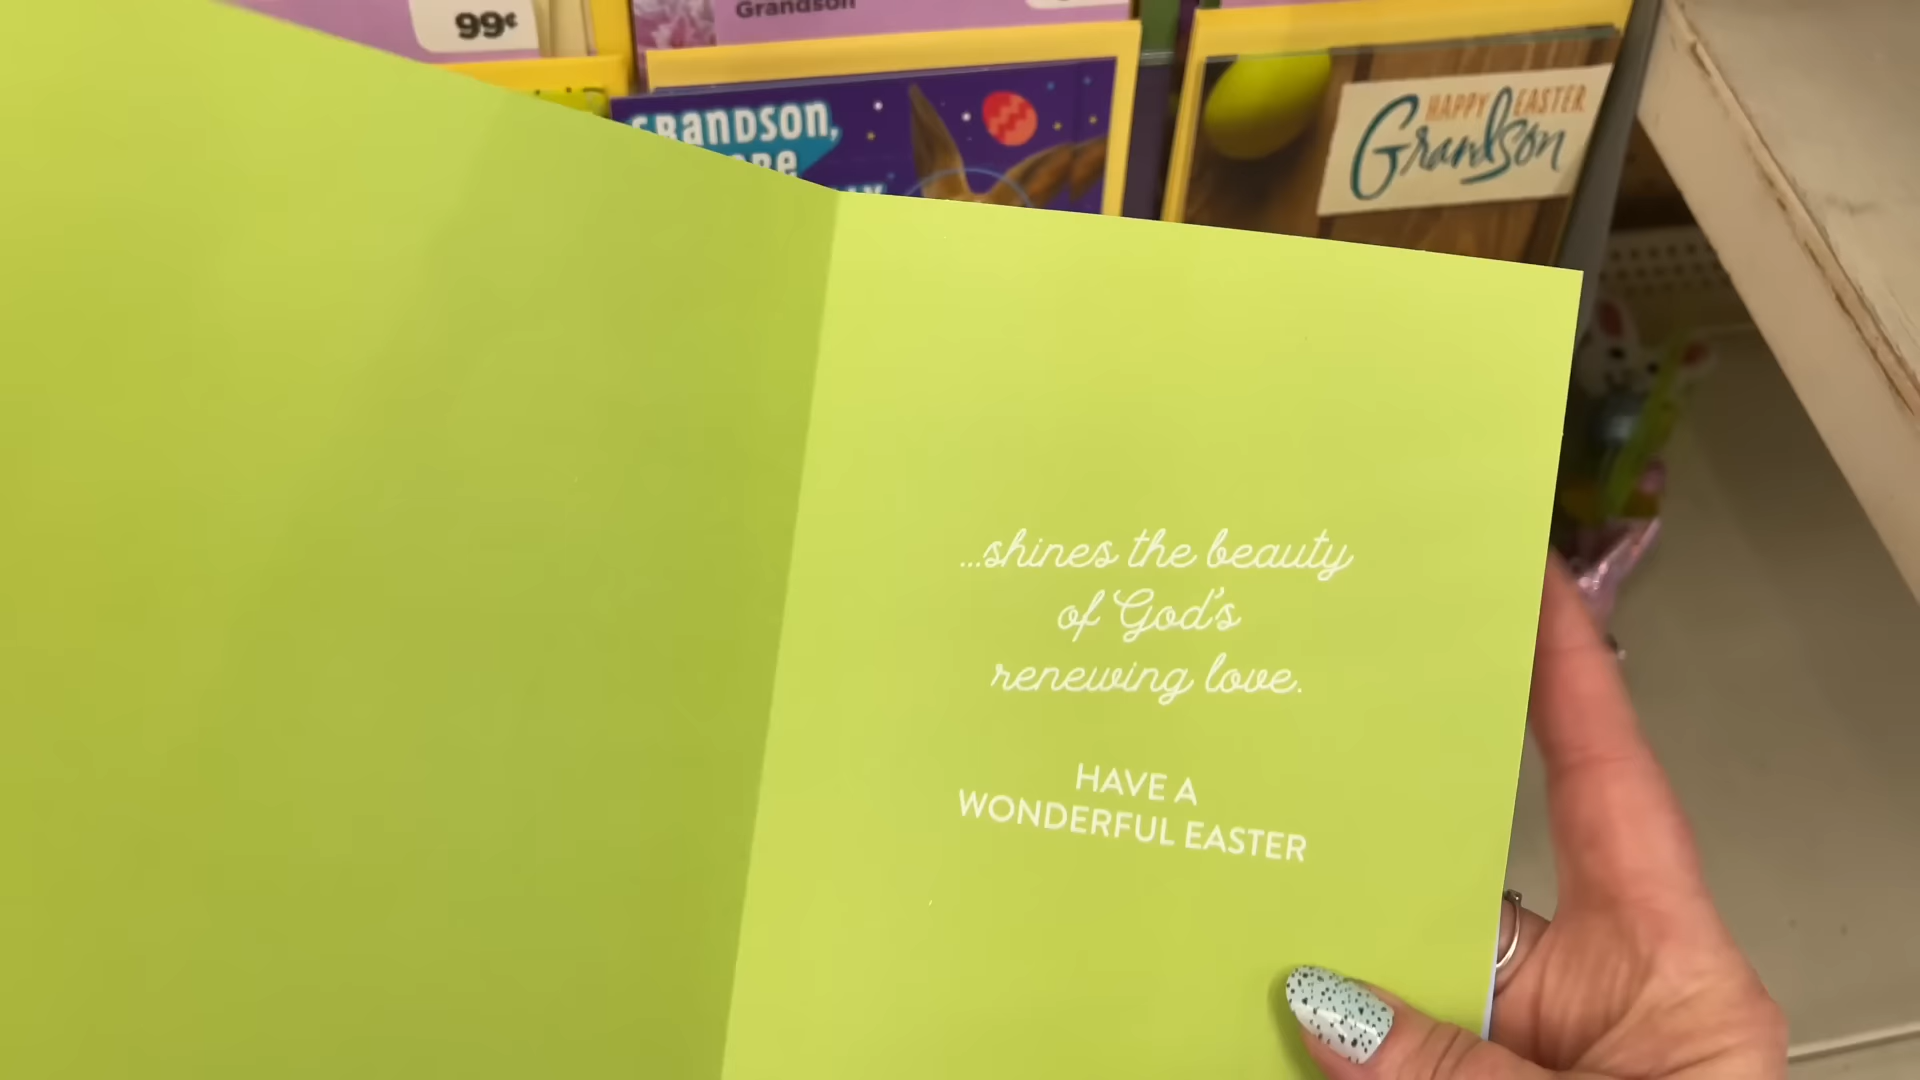 99¢
Grandson
GRANDSON,
HAPPY EASTER
Grandson
...shines the beauty
of God's
renewing love.
HAVE A
WONDERFUL EASTER